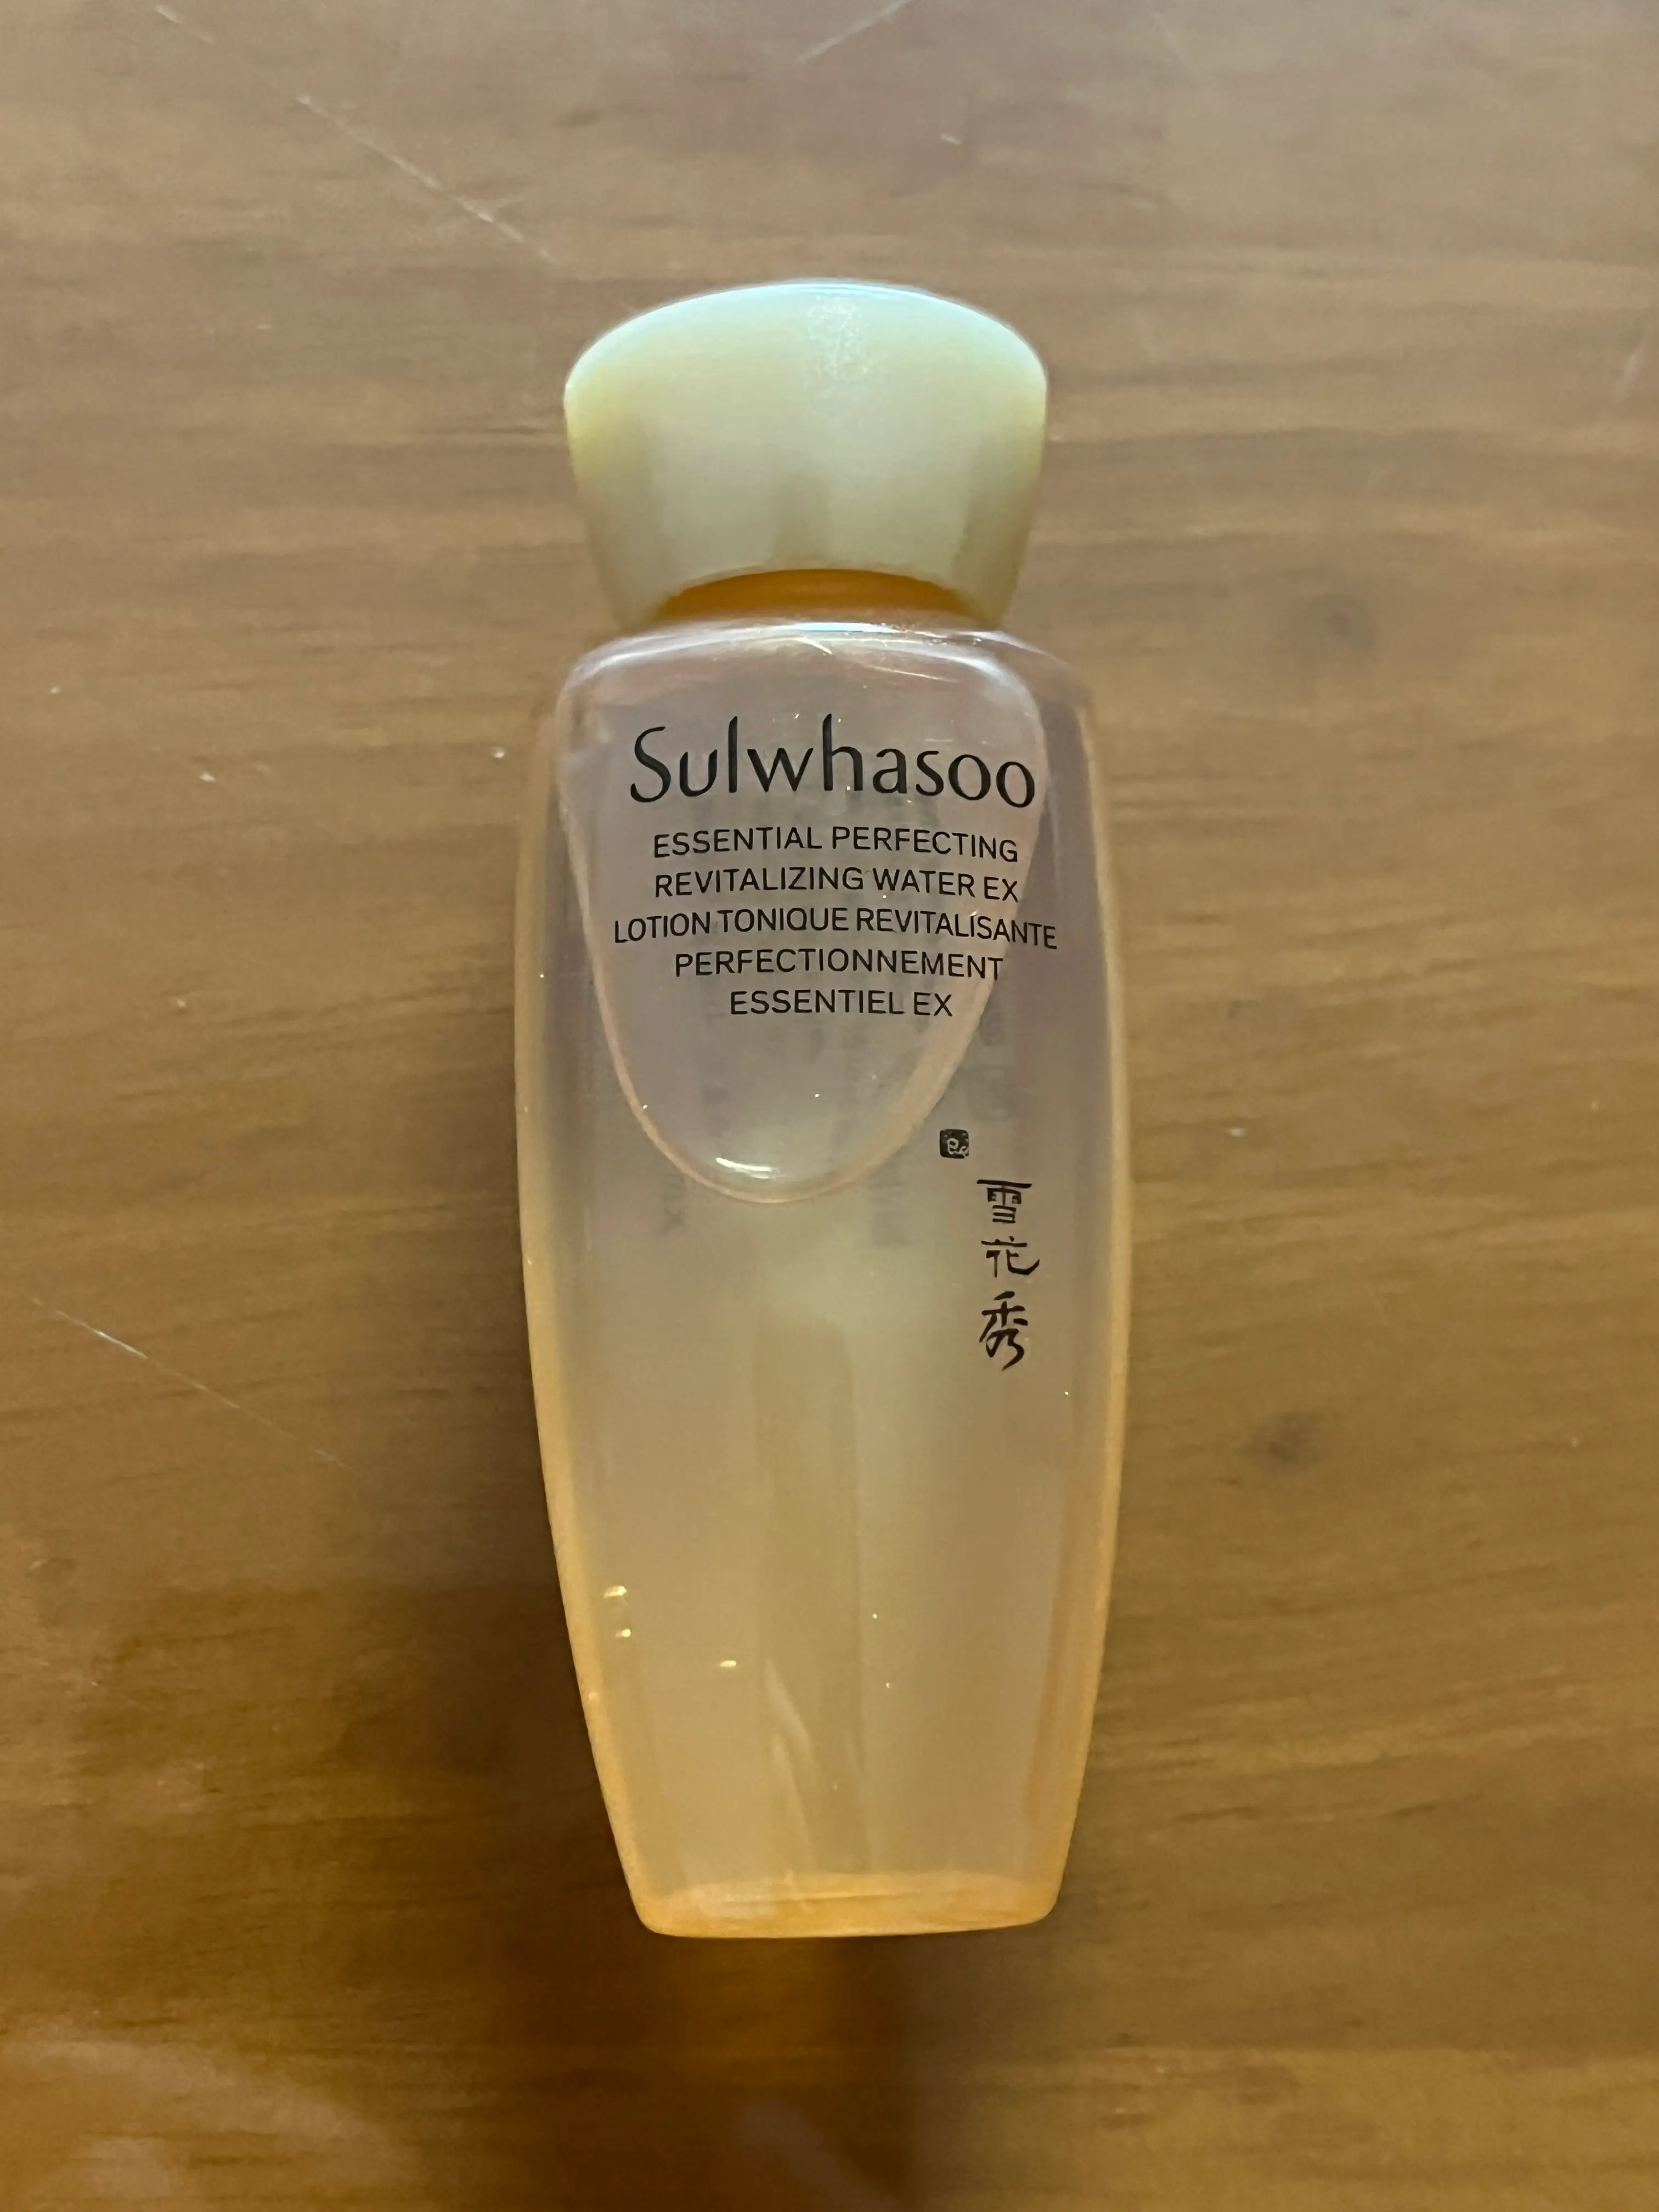 Sulwhasoo
ESSENTIAL PERFECTING
REVITALIZING WATER EX
LOTION TONIQUE REVITALISANTE
PERFECTIONNEMENT
ESSENTIEL EX
雪花秀